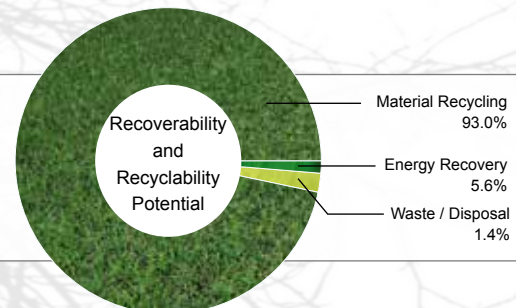 Recoverability
and
Recyclability
Potential
Material Recycling
93.0%
Energy Recovery
5.6%
Waste / Disposal
1.4%